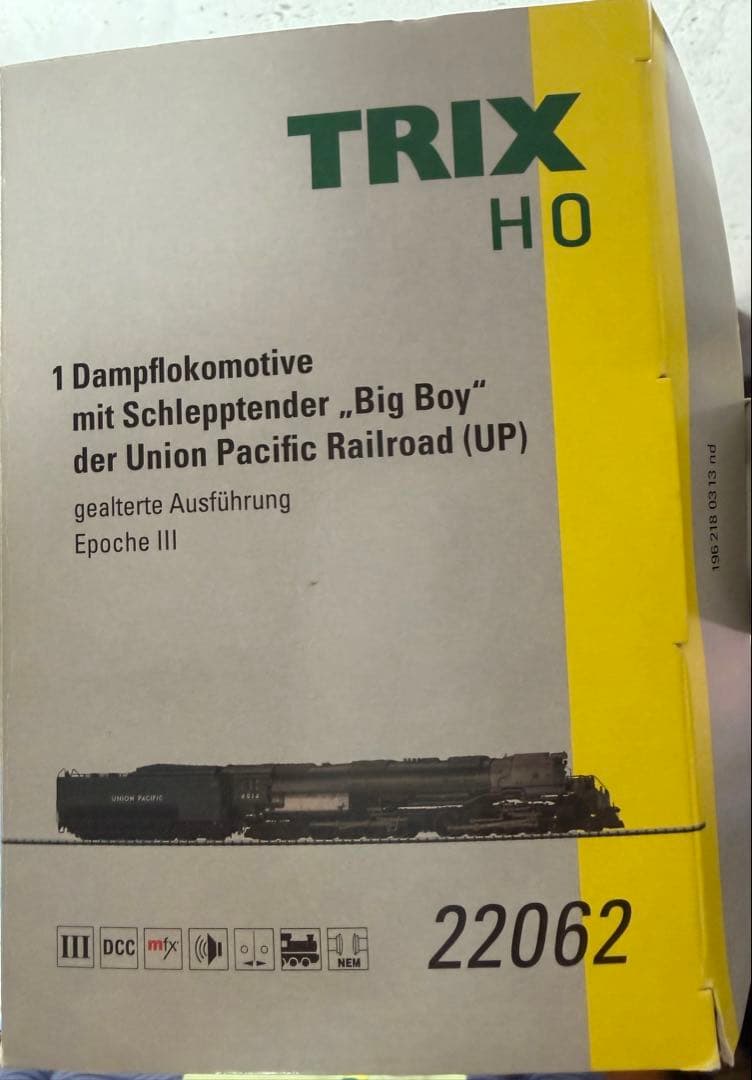 TRIX
H0
1 Dampflokomotive
mit Schlepptender „Big Boy“
der Union Pacific Railroad (UP)
gealterte Ausführung
Epoche III
196 218 03 13 nd
UNION PACIFIC
4014
III DCC mfx NEM
22062